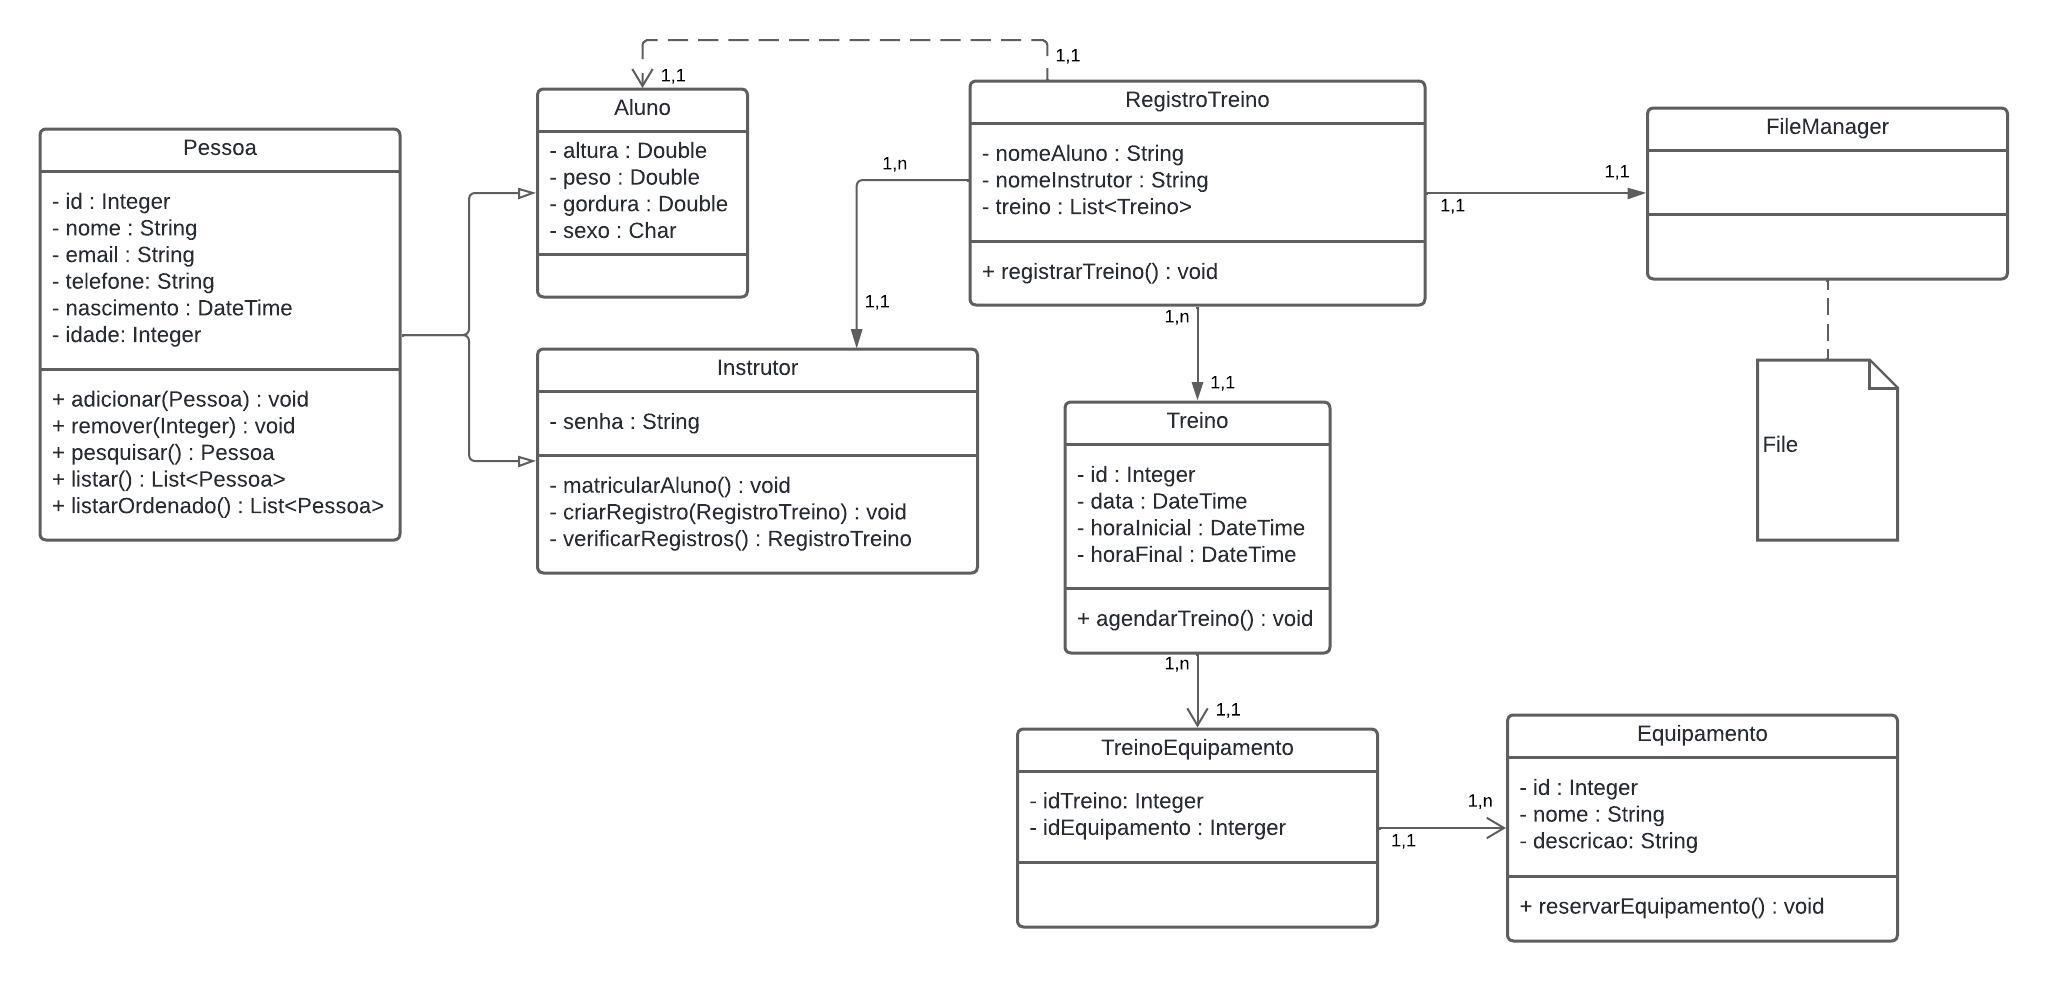 1,1
1,1
Aluno
- altura : Double
- peso : Double
- gordura : Double
- sexo : Char
RegistroTreino
- nomeAluno : String
- nomeInstrutor : String
- treino : List<Treino>
+ registrarTreino() : void
FileManager
1,1
1,1
Pessoa
- id : Integer
- nome : String
- email : String
- telefone: String
- nascimento : DateTime
- idade: Integer
+ adicionar(Pessoa) : void
+ remover(Integer) : void
+ pesquisar() : Pessoa
+ listar() : List<Pessoa>
+ listarOrdenado() : List<Pessoa>
1,n
1,1
Instrutor
- senha : String
- matricularAluno() : void
- criarRegistro(RegistroTreino) : void
- verificarRegistros() : RegistroTreino
1,n
1,1
Treino
- id : Integer
- data : DateTime
- horaInicial : DateTime
- horaFinal : DateTime
+ agendarTreino() : void
File
1,n
1,1
TreinoEquipamento
- idTreino: Integer
- idEquipamento : Interger
1,n
1,1
Equipamento
- id : Integer
- nome : String
- descricao: String
+ reservarEquipamento() : void